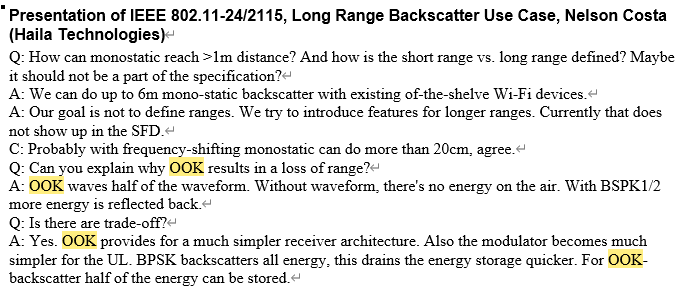 Presentation of IEEE 802.11-24/2115, Long Range Backscatter Use Case, Nelson Costa
(Haila Technologies)
Q: How can monostatic reach >1m distance? And how is the short range vs. long range defined? Maybe
it should not be a part of the specification?
A: We can do up to 6m mono-static backscatter with existing of-the-shelve Wi-Fi devices.
A: Our goal is not to define ranges. We try to introduce features for longer ranges. Currently that does
not show up in the SFD.
C: Probably with frequency-shifting monostatic can do more than 20cm, agree.
Q: Can you explain why OOK results in a loss of range?
A: OOK waves half of the waveform. Without waveform, there's no energy on the air. With BSPK1/2
more energy is reflected back.
Q: Is there are trade-off?
A: Yes. OOK provides for a much simpler receiver architecture. Also the modulator becomes much
simpler for the UL. BPSK backscatters all energy, this drains the energy storage quicker. For OOK-
backscatter half of the energy can be stored.